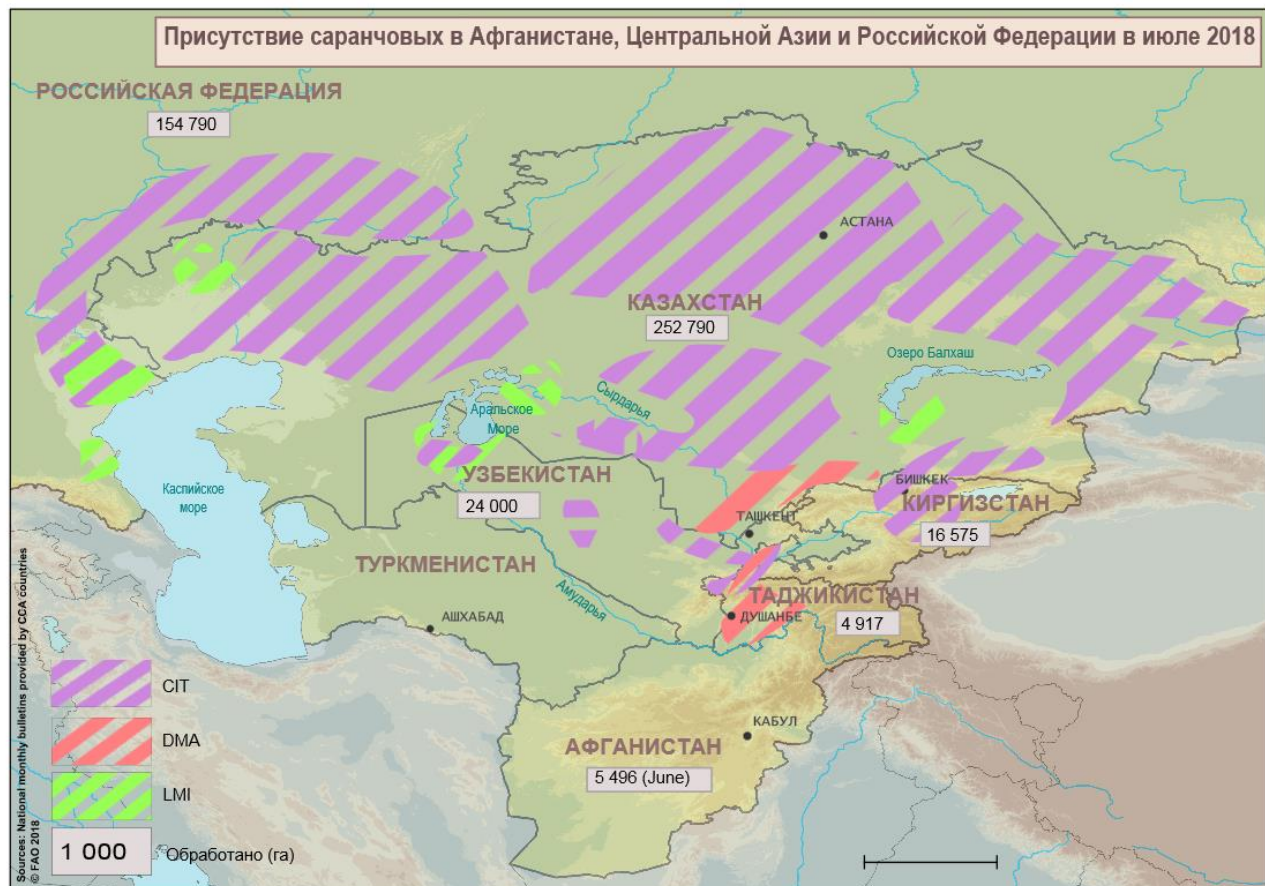 Присутствие саранчовых в Афганистане, Центральной Азии и Российской Федерации в июле 2018
РОССИЙСКАЯ ФЕДЕРАЦИЯ
154 790
АСТАНА
КАЗАХСТАН
252 790
Озеро Балхаш
Сырдарья
Аральское
Море
УЗБЕКИСТАН
24 000
Каспийское
море
БИШКЕК
КИРГИЗСТАН
16 575
ТАШКЕНТ
ТУРКМЕНИСТАН
Амударья
АШХАБАД
ТАДЖИКИСТАН
ДУШАНБЕ
4 917
КАБУЛ
АФГАНИСТАН
5 496 (June)
CIT
DMA
LMI
1 000
Обработано (га)
Sources: National monthly bulletins provided by CCA countries
© FAO 2018